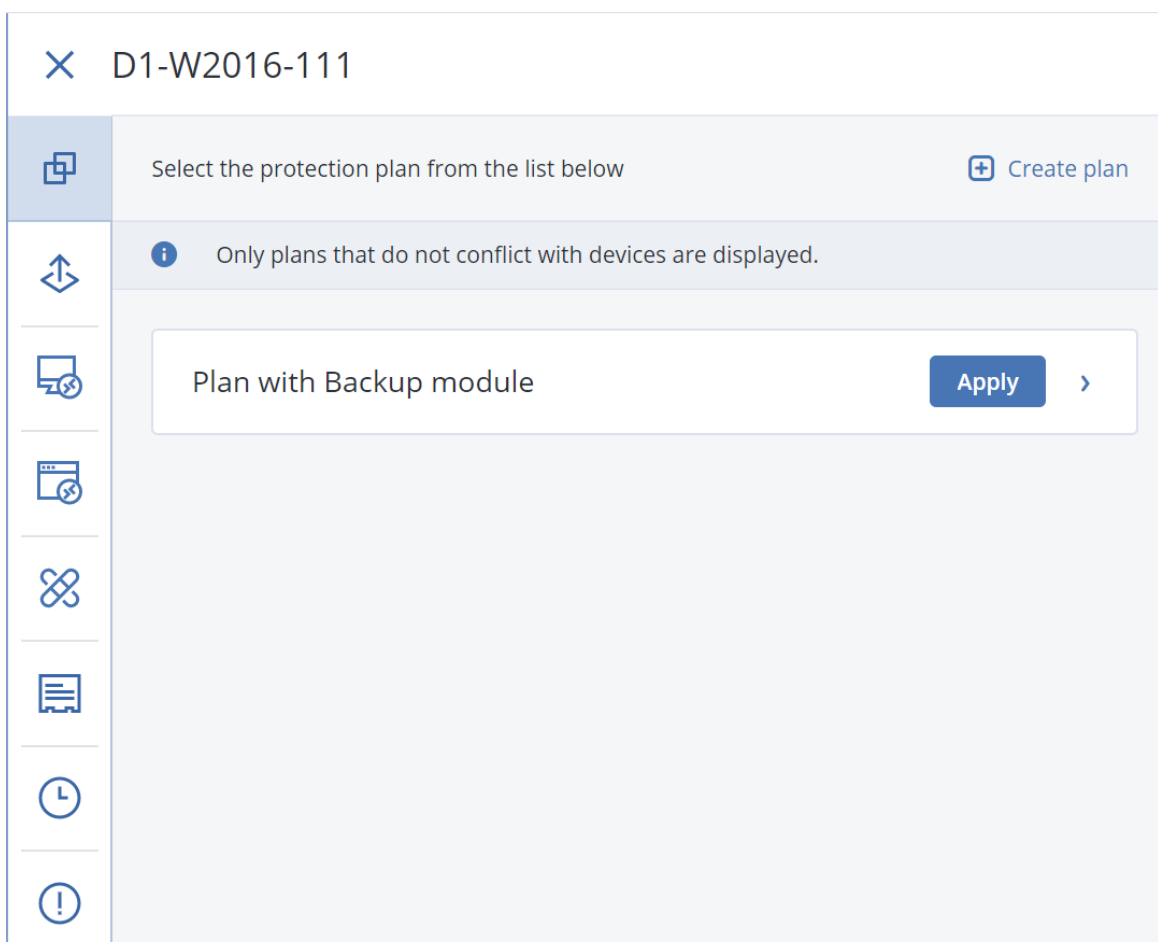 D1-W2016-111
Select the protection plan from the list below
Create plan
Only plans that do not conflict with devices are displayed.
Plan with Backup module
Apply